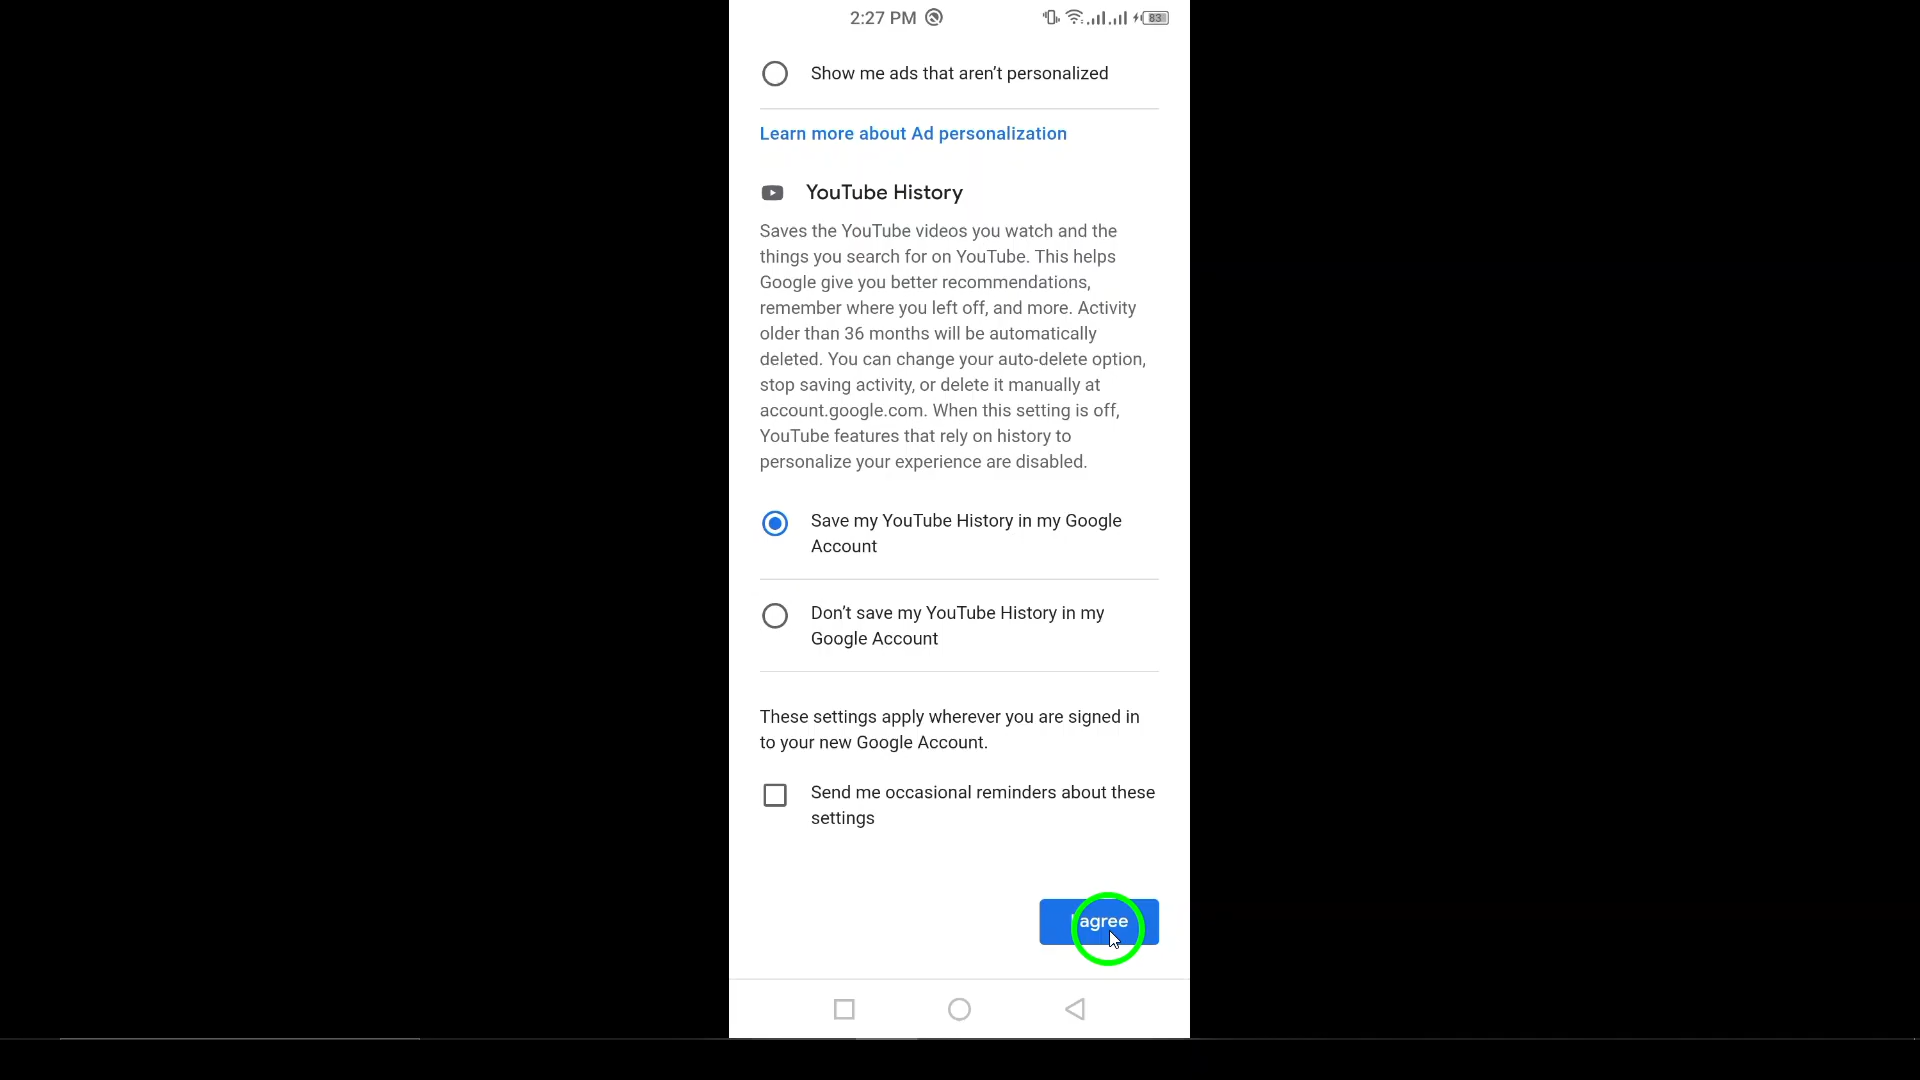 2:27 PM
83
Show me ads that aren't personalized
Learn more about Ad personalization
YouTube History
Saves the YouTube videos you watch and the
things you search for on YouTube. This helps
Google give you better recommendations,
remember where you left off, and more. Activity
older than 36 months will be automatically
deleted. You can change your auto-delete option,
stop saving activity, or delete it manually at
account.google.com. When this setting is off,
YouTube features that rely on history to
personalize your experience are disabled.
Save my YouTube History in my Google
Account
Don't save my YouTube History in my
Google Account
These settings apply wherever you are signed in
to your new Google Account.
Send me occasional reminders about these
settings
I agree